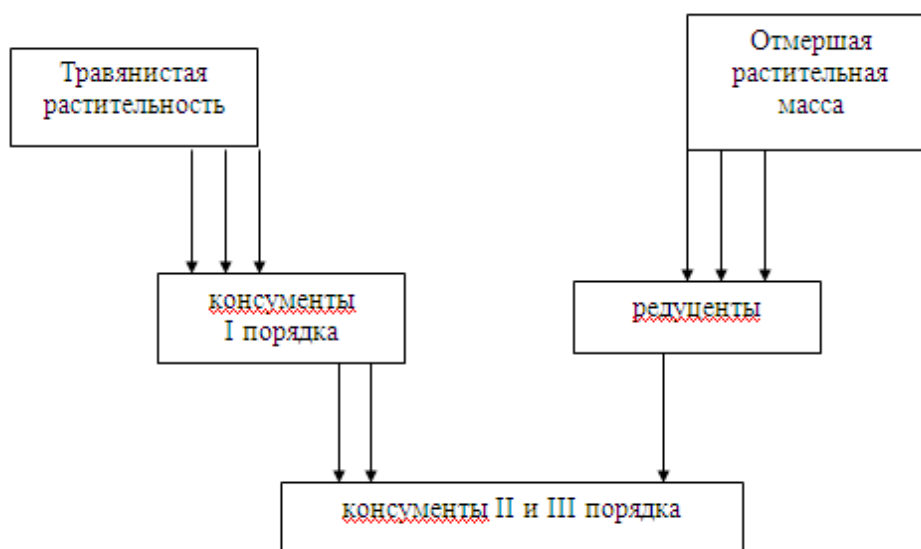 Травянистая
растительность
Отмершая
растительная
масса
консументы
I порядка
редуценты
консументы II и III порядка